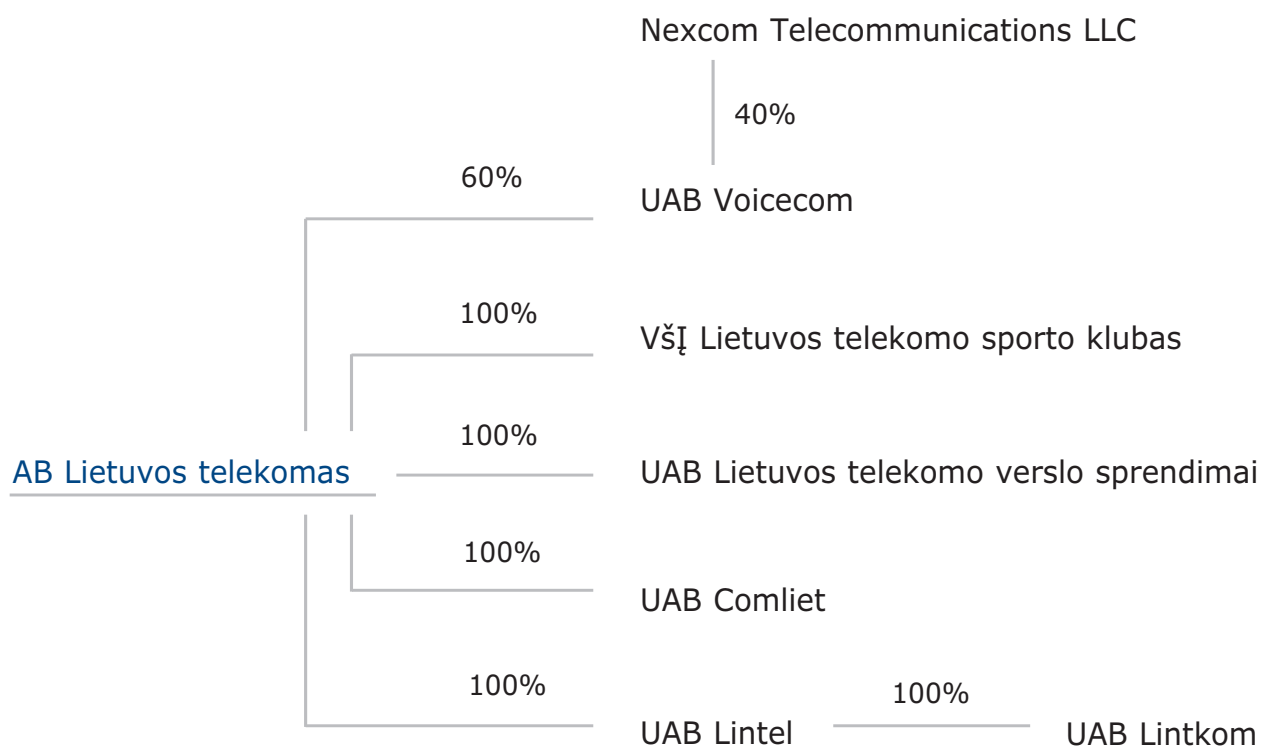 Nexcom Telecommunications LLC
40%
60%
UAB Voicecom
100%
VšĮ Lietuvos telekomo sporto klubas
100%
AB Lietuvos telekomas
UAB Lietuvos telekomo verslo sprendimai
100%
UAB Comliet
100%
100%
UAB Lintel
UAB Lintkom